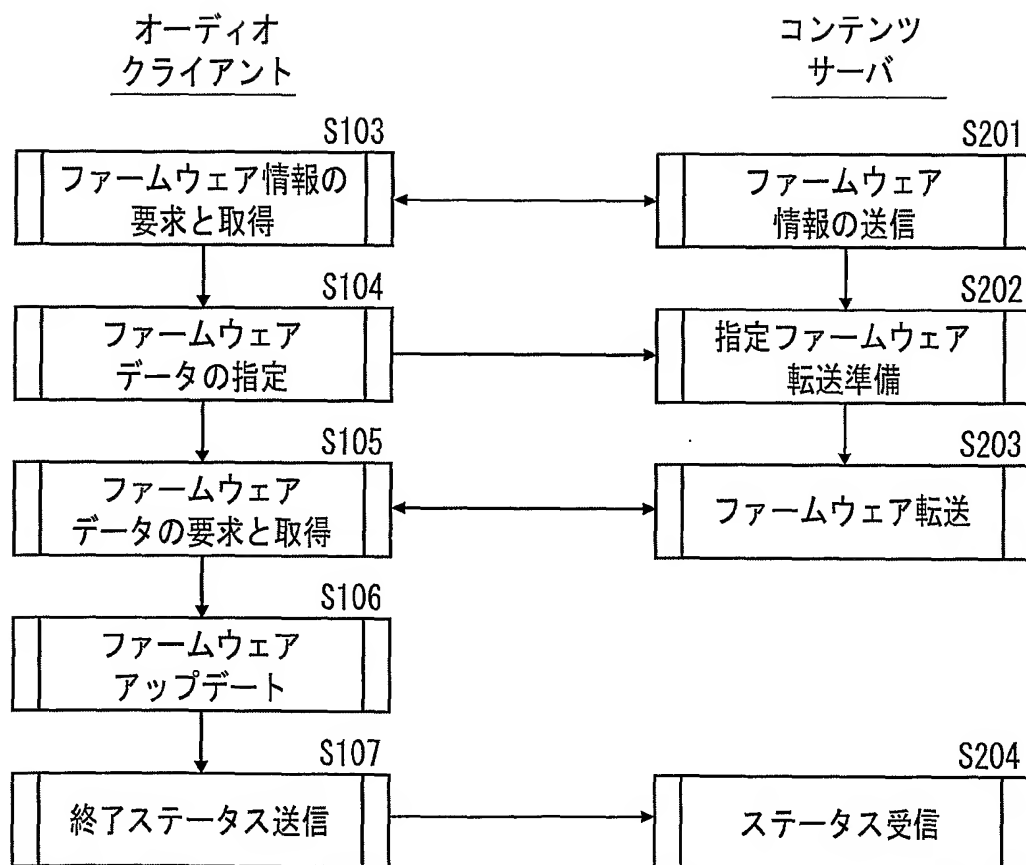 オーディオ
クライアント
コンテンツ
サーバ
S103
ファームウェア情報の
要求と取得
S201
ファームウェア
情報の送信
S104
ファームウェア
データの指定
S202
指定ファームウェア
転送準備
S105
ファームウェア
データの要求と取得
S203
ファームウェア転送
S106
ファームウェア
アップデート
S107
終了ステータス送信
S204
ステータス受信